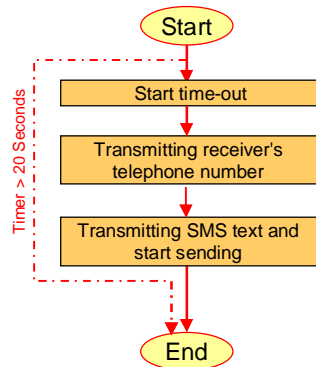 Start
Start time-out
Transmitting receiver's
telephone number
Transmitting SMS text and
start sending
Timer > 20 Seconds
End